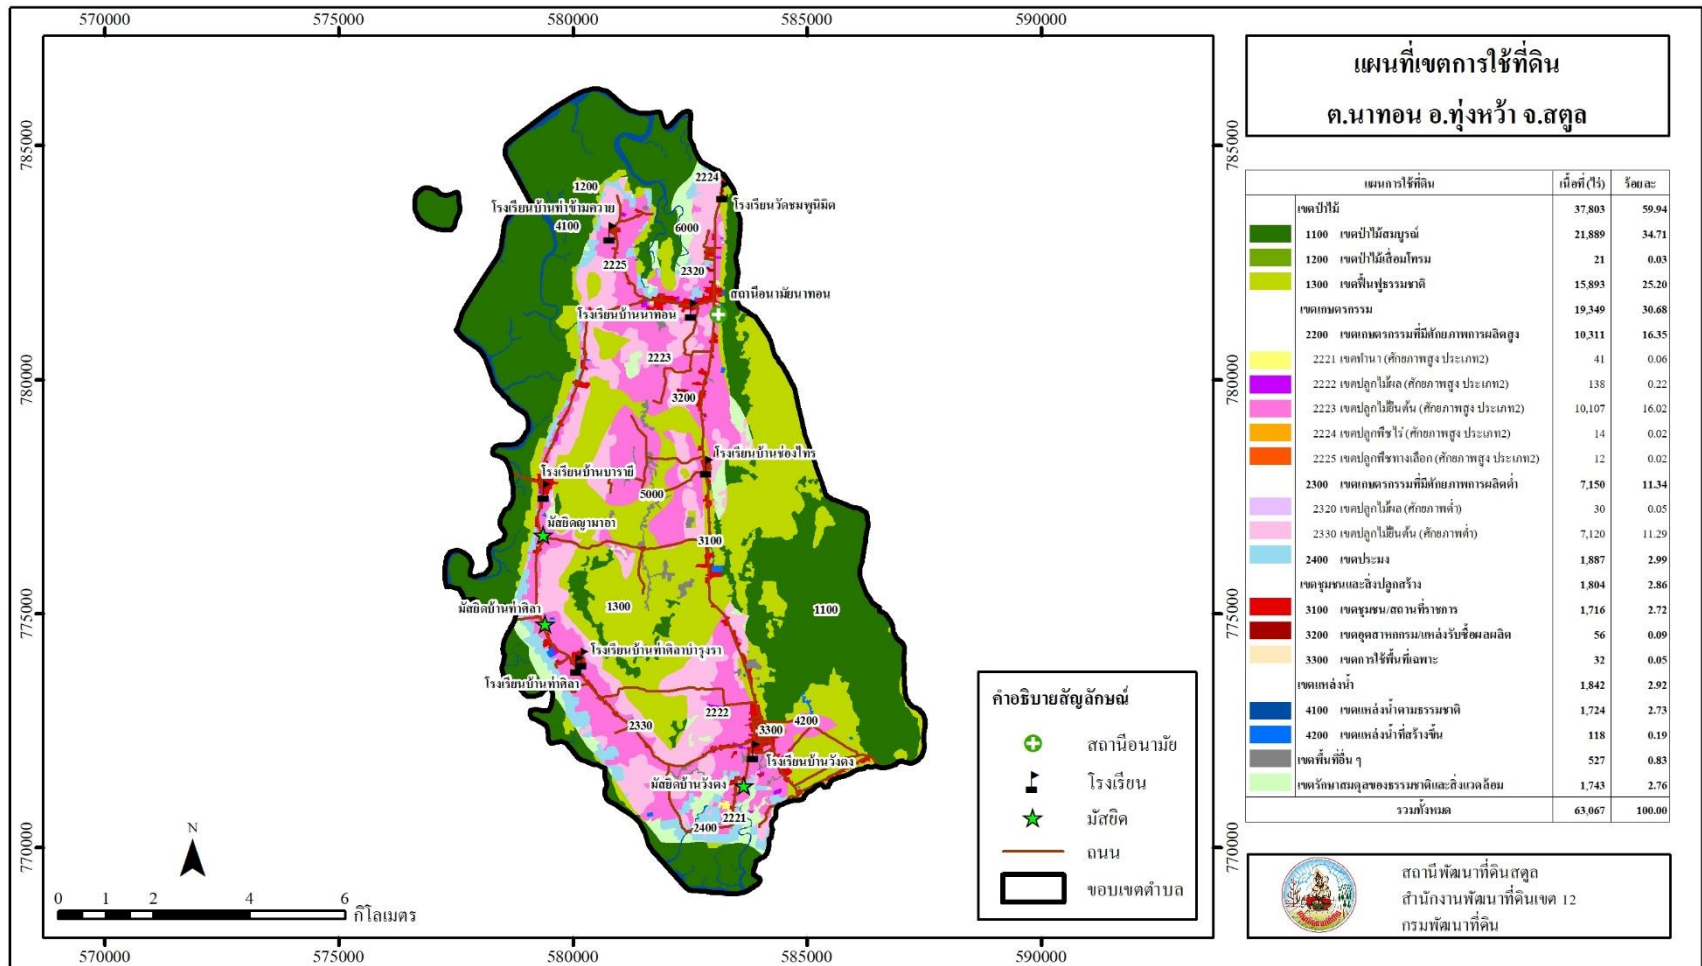 570000 575000 580000 585000 590000
785000
780000
775000
770000
785000
780000
775000
770000
2224
1200
โรงเรียนบ้านท่าข้ามควาย
โรงเรียนวัดชมพูนิมิต
4100
6000
2225
2320
สถานีอนามัยนาทอน
โรงเรียนบ้านนาทอน
2223
3200
โรงเรียนบ้านช่องไทร
โรงเรียนบ้านบารายี
5000
มัสยิดญามาอา
3100
1300
1100
มัสยิดบ้านท่าศิลา
โรงเรียนบ้านท่าศิลาบำรุงรา
โรงเรียนบ้านท่าศิลา
2330
2222
4200
3300
โรงเรียนบ้านวังตง
มัสยิดบ้านวังตง
2221
2400
N
0 1 2 4 6
กิโลเมตร
คำอธิบายสัญลักษณ์
สถานีอนามัย
โรงเรียน
มัสยิด
ถนน
ขอบเขตตำบล
570000 575000 580000 585000 590000
แผนที่เขตการใช้ที่ดิน
ต.นาทอน อ.ทุ่งหว้า จ.สตูล
แผนการใช้ที่ดิน เนื้อที่ (ไร่) ร้อยละ
เขตป่าไม้ 37,803 59.94
1100 เขตป่าไม้สมบูรณ์ 21,889 34.71
1200 เขตป่าไม้เสื่อมโทรม 21 0.03
1300 เขตฟื้นฟูธรรมชาติ 15,893 25.20
เขตเกษตรกรรม 19,349 30.68
2200 เขตเกษตรกรรมที่มีศักยภาพการผลิตสูง 10,311 16.35
2221 เขตทำนา (ศักยภาพสูง ประเภท2) 41 0.06
2222 เขตปลูกไม้ผล (ศักยภาพสูง ประเภท2) 138 0.22
2223 เขตปลูกไม้ยืนต้น (ศักยภาพสูง ประเภท2) 10,107 16.02
2224 เขตปลูกพืชไร่ (ศักยภาพสูง ประเภท2) 14 0.02
2225 เขตปลูกพืชทางเลือก (ศักยภาพสูง ประเภท2) 12 0.02
2300 เขตเกษตรกรรมที่มีศักยภาพการผลิตต่ำ 7,150 11.34
2320 เขตปลูกไม้ผล (ศักยภาพต่ำ) 30 0.05
2330 เขตปลูกไม้ยืนต้น (ศักยภาพต่ำ) 7,120 11.29
2400 เขตประมง 1,887 2.99
เขตชุมชนและสิ่งปลูกสร้าง 1,804 2.86
3100 เขตชุมชน/สถานที่ราชการ 1,716 2.72
3200 เขตอุตสาหกรรม/แหล่งรับซื้อผลผลิต 56 0.09
3300 เขตการใช้พื้นที่เฉพาะ 32 0.05
เขตแหล่งน้ำ 1,842 2.92
4100 เขตแหล่งน้ำตามธรรมชาติ 1,724 2.73
4200 เขตแหล่งน้ำที่สร้างขึ้น 118 0.19
เขตพื้นที่อื่น ๆ 527 0.83
เขตรักษาสมดุลของธรรมชาติและสิ่งแวดล้อม 1,743 2.76
รวมทั้งหมด 63,067 100.00
สถานีพัฒนาที่ดินสตูล
สำนักงานพัฒนาที่ดินเขต 12
กรมพัฒนาที่ดิน